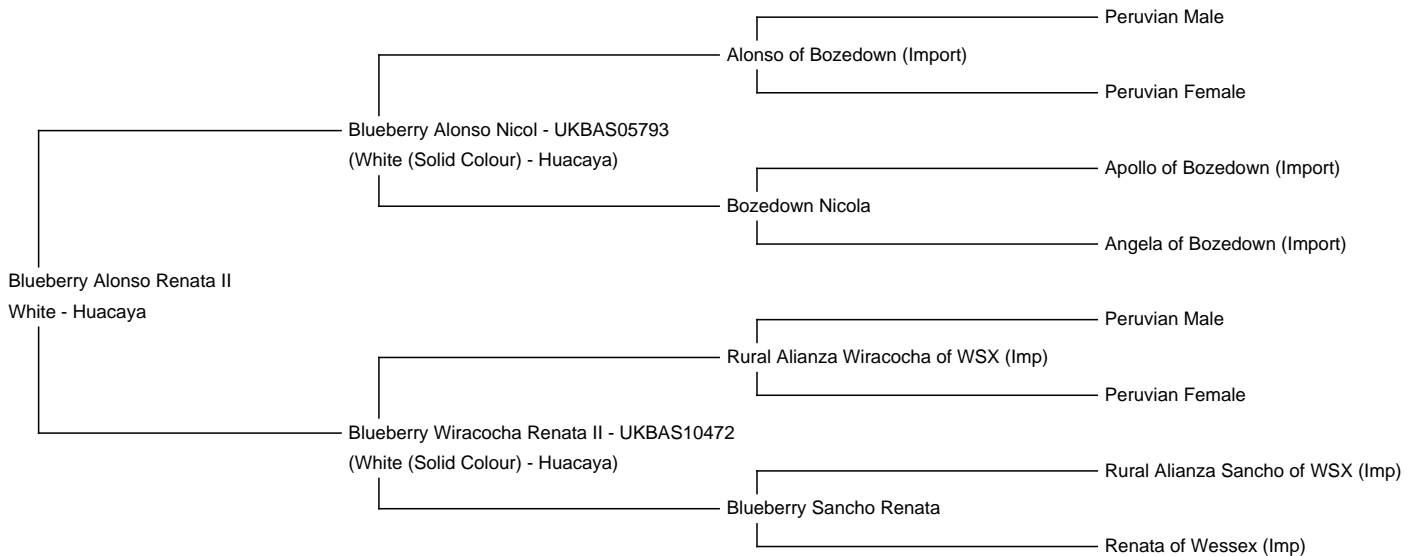 Peruvian Male
Alonso of Bozedown (Import)
Peruvian Female
Blueberry Alonso Nicol - UKBAS05793
(White (Solid Colour) - Huacaya)
Apollo of Bozedown (Import)
Bozedown Nicola
Angela of Bozedown (Import)
Blueberry Alonso Renata II
White - Huacaya
Peruvian Male
Rural Alianza Wiracocha of WSX (Imp)
Peruvian Female
Blueberry Wiracocha Renata II - UKBAS10472
(White (Solid Colour) - Huacaya)
Rural Alianza Sancho of WSX (Imp)
Blueberry Sancho Renata
Renata of Wessex (Imp)